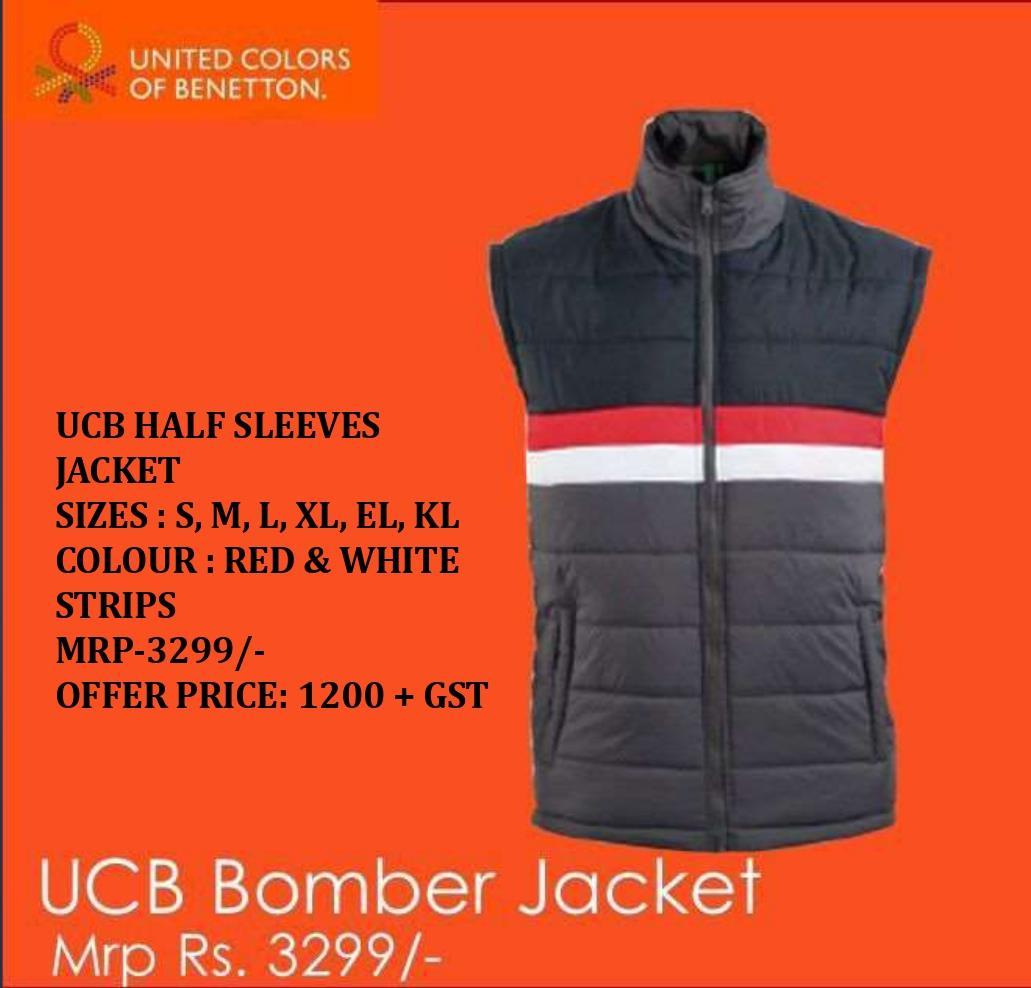 UNITED COLORS
OF BENETTON.
UCB HALF SLEEVES
JACKET
SIZES : S, M, L, XL, EL, KL
COLOUR : RED & WHITE
STRIPS
MRP-3299/-
OFFER PRICE: 1200 + GST
UCB Bomber Jacket
Mrp Rs. 3299/-